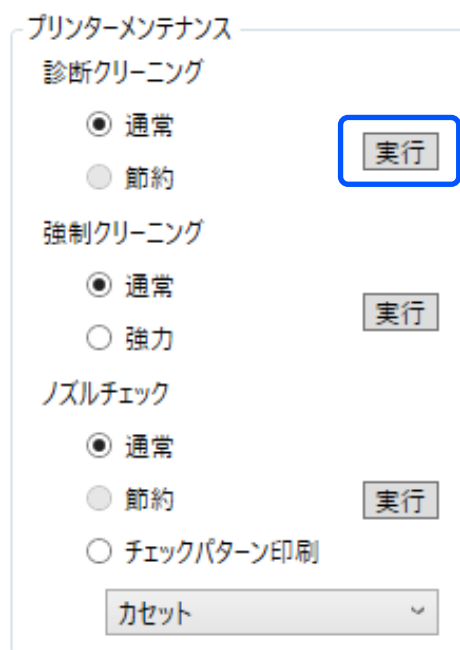 プリンターメンテナンス
診断クリーニング
通常
実行
節約
強制クリーニング
通常
実行
強力
ノズルチェック
通常
節約
実行
チェックパターン印刷
カセット